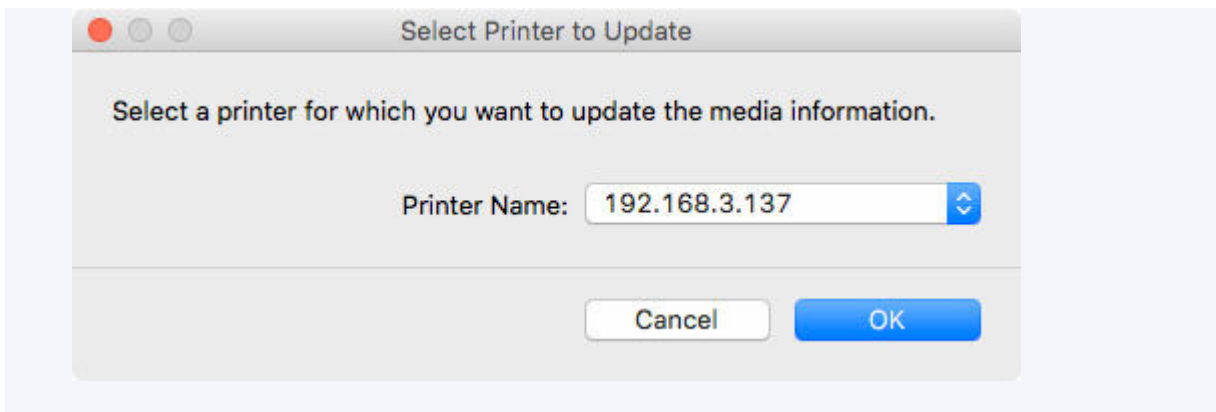 Select Printer to Update
Select a printer for which you want to update the media information.
Printer Name: 192.168.3.137
Cancel OK